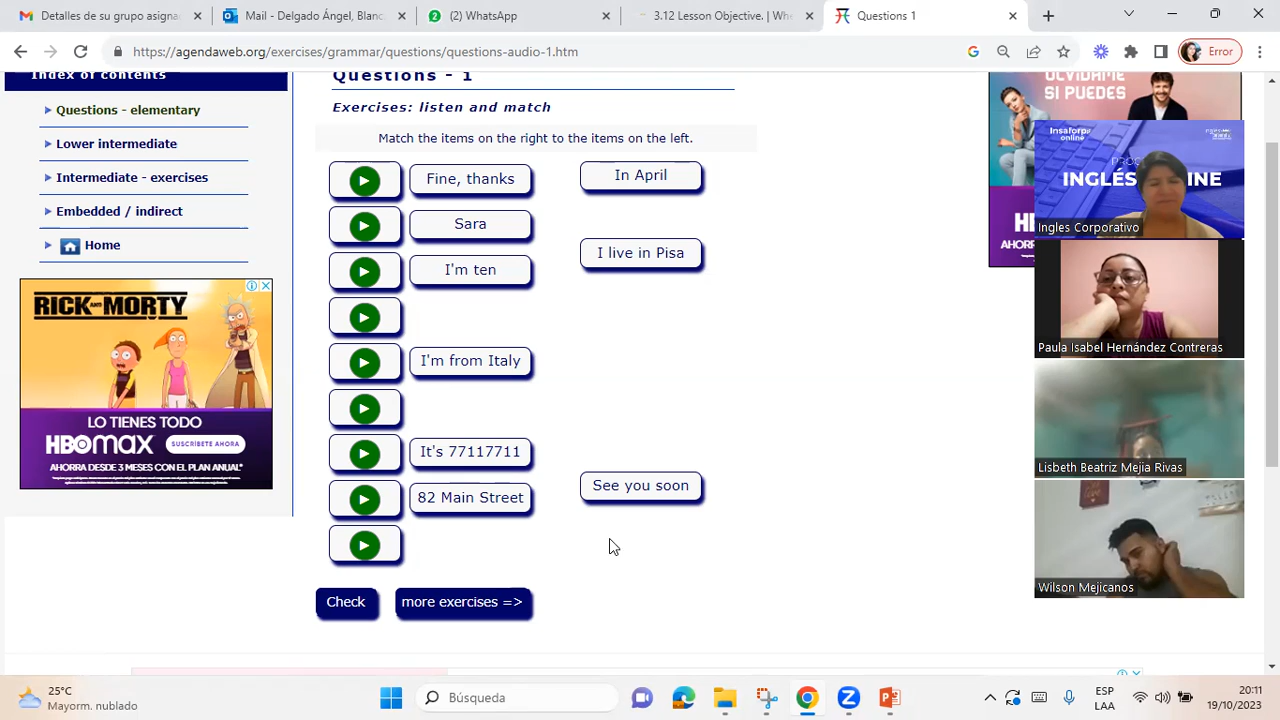 Detalles de su grupo asigna
Mail - Delgado Ángel, Blanc
(2) WhatsApp
3.12 Lesson Objective. | Whe
Questions 1
https://agendaweb.org/exercises/grammar/questions/questions-audio-1.htm
Error
Index of contents
Questions - elementary
Lower intermediate
Intermediate - exercises
Embedded / indirect
Home
RICK AND MORTY
LO TIENES TODO
HBOMAX
SUSCRÍBETE AHORA
AHORRA DESDE 3 MESES CON EL PLAN ANUAL*
Questions - 1
Exercises: listen and match
Match the items on the right to the items on the left.
Fine, thanks
In April
Sara
I live in Pisa
I'm ten
I'm from Italy
It's 77117711
See you soon
82 Main Street
Check
more exercises =>
OLVÍDAME
SI PUEDES
Insaforp
online
INGLÉS
INE
Ingles Corporativo
Paula Isabel Hernández Contreras
Lisbeth Beatriz Mejia Rivas
Wilson Mejicanos
25°C
Mayorm. nublado
Búsqueda
ESP
LAA
20:11
19/10/2023